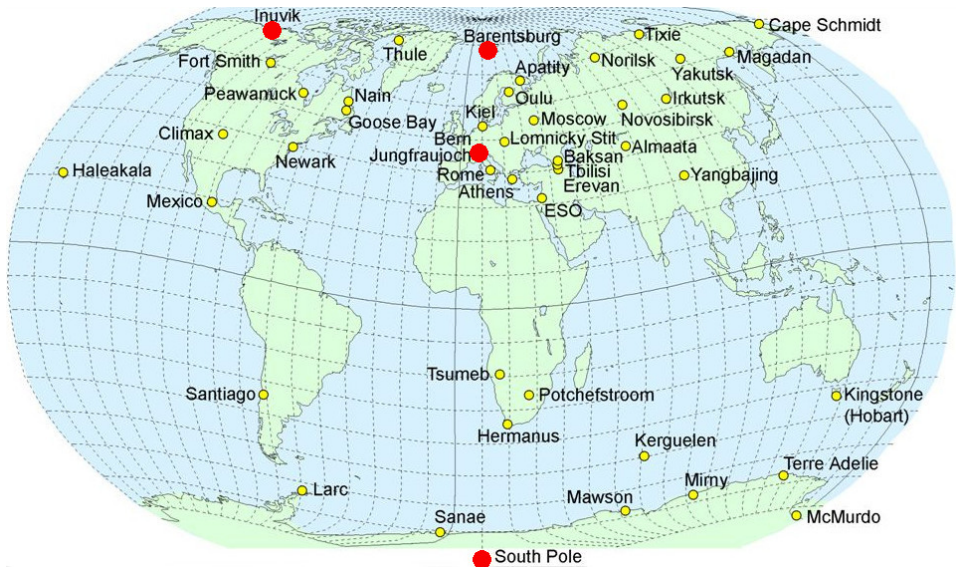 Inuvik
Cape Schmidt
Barentsburg
Tixie
Thule
Fort Smith
Norilsk
Magadan
Yakutsk
Apatity
Peawanuck
Nain
Oulu
Irkutsk
Goose Bay
Kiel
Moscow
Novosibirsk
Climax
Bern
Lomnicky Stit
Almaata
Newark
Jungfraujoch
Baksan
Haleakala
Rome
Tbilisi
Yangbajing
Athens
Erevan
Mexico
ESO
Tsumeb
Santiago
Potchefstroom
Kingstone
(Hobart)
Hermanus
Kerguelen
Terre Adelie
Larc
Mawson
Mirny
Sanae
McMurdo
South Pole